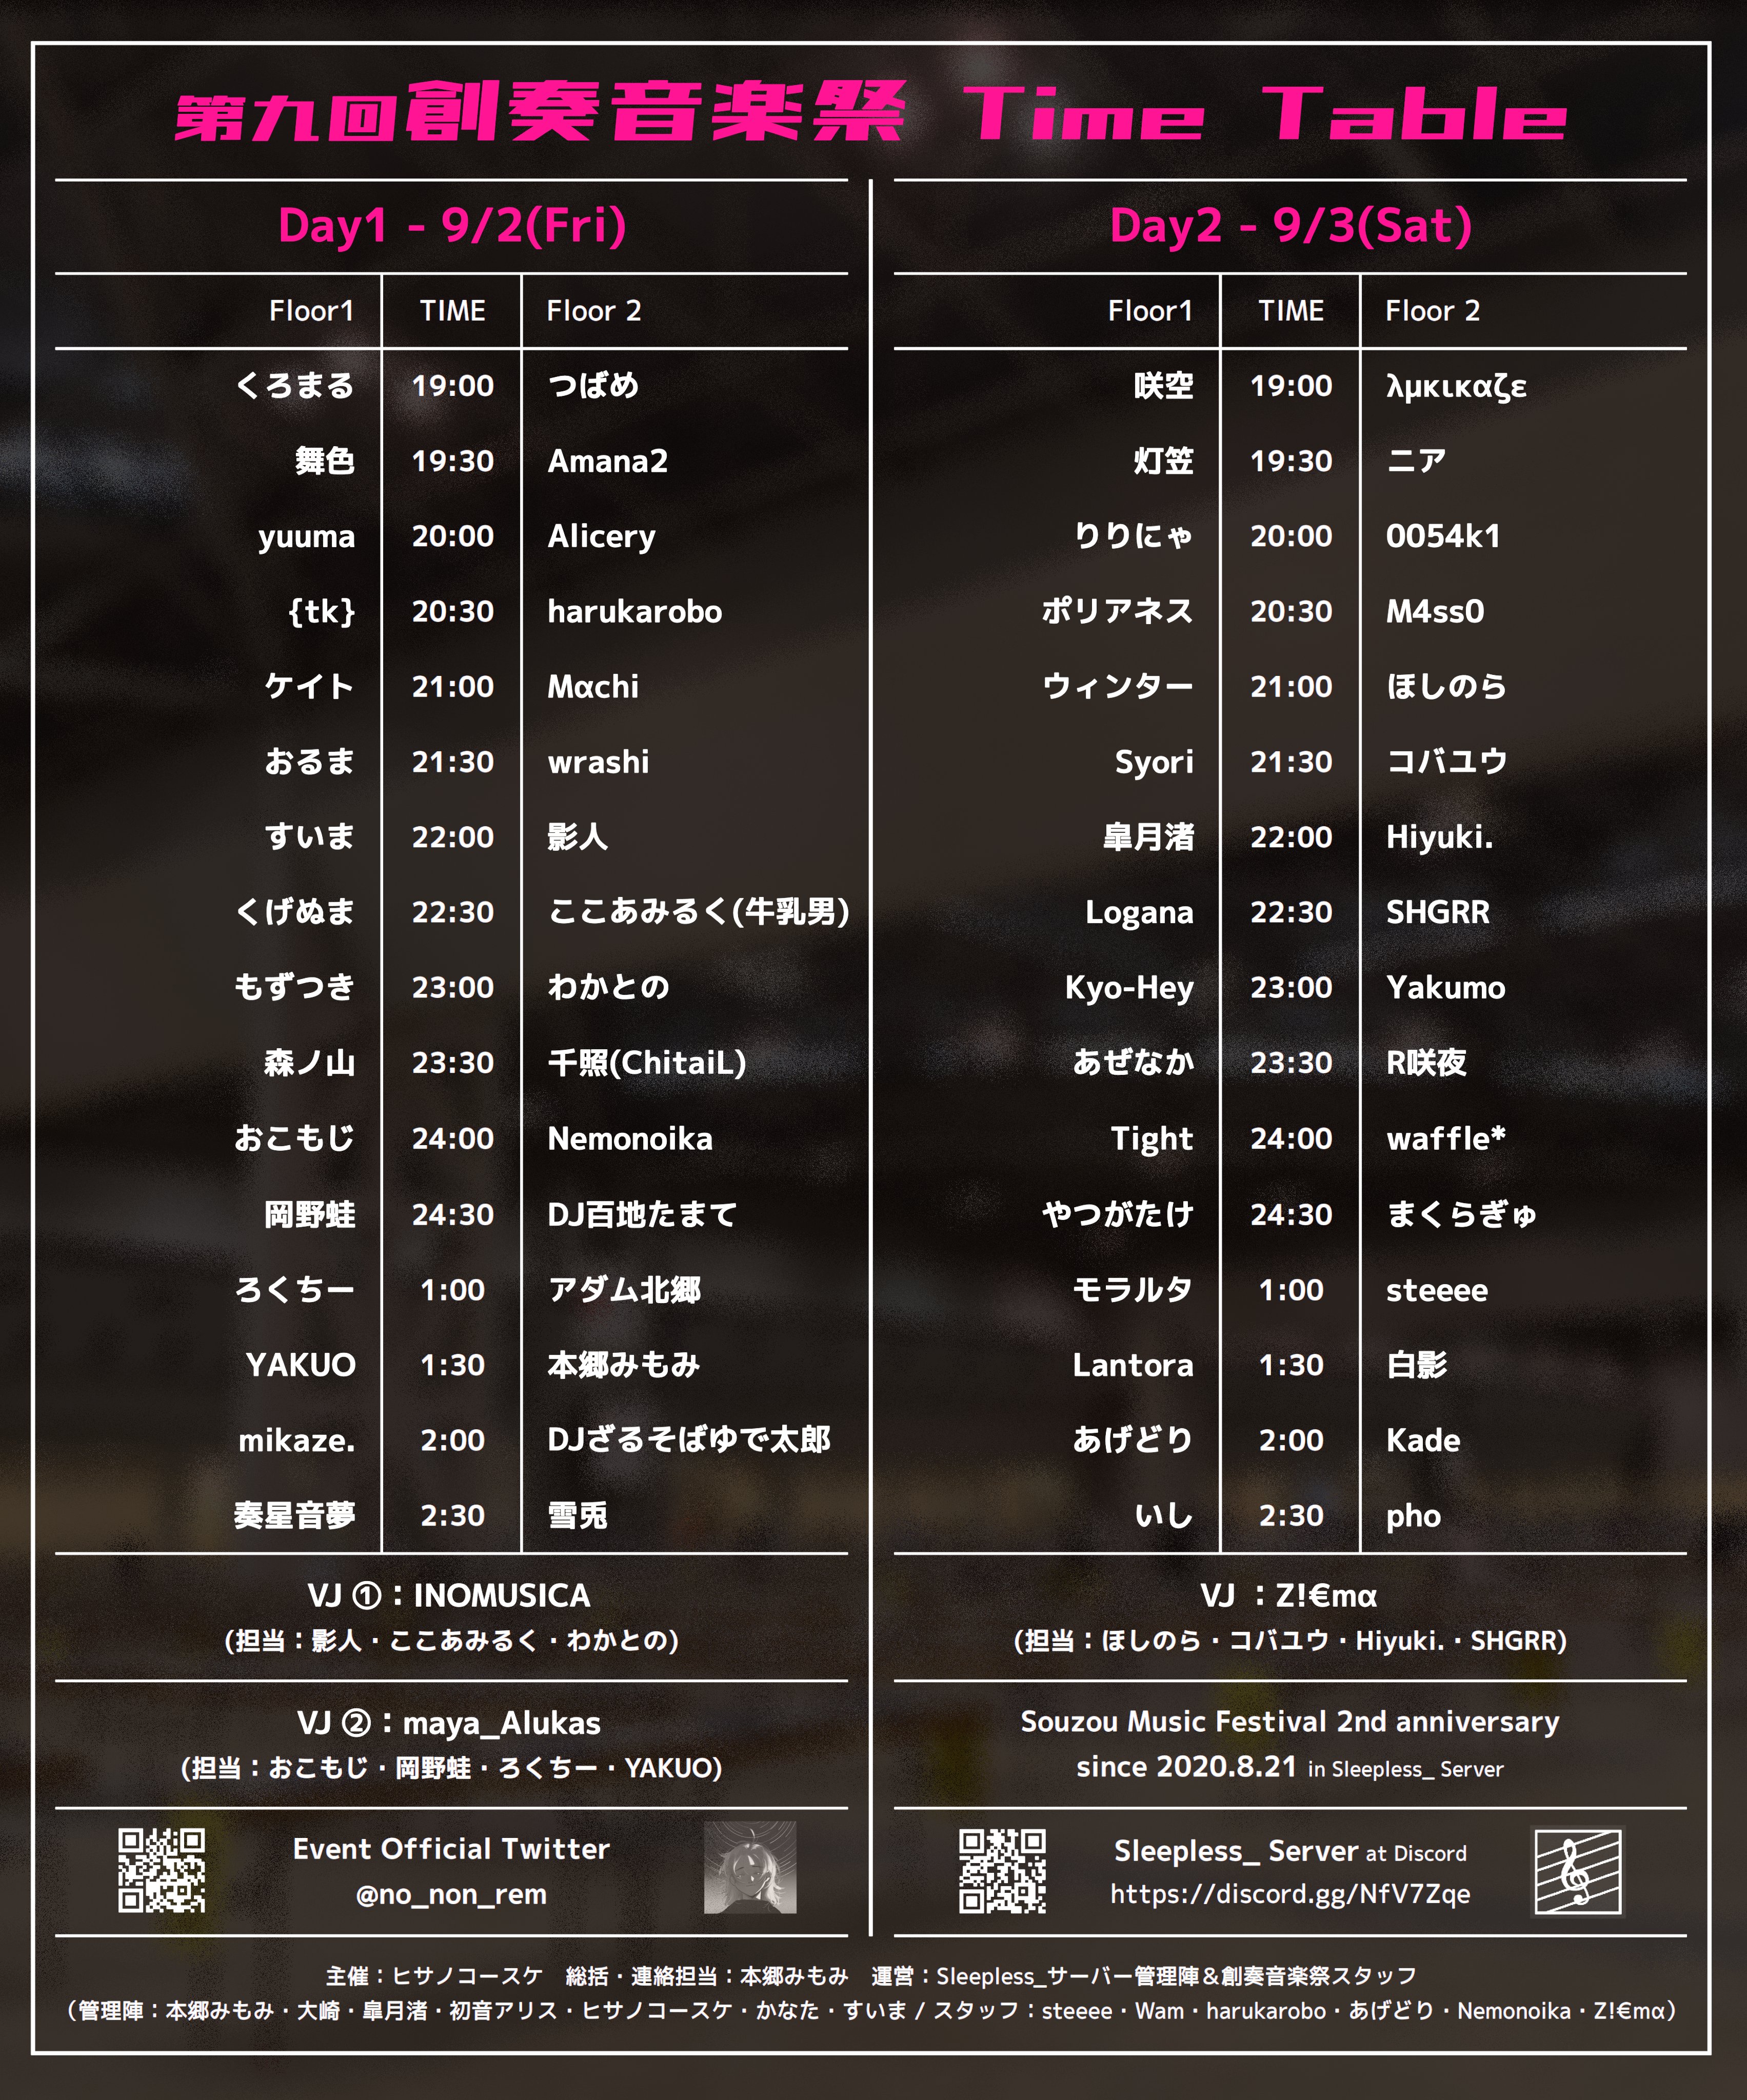 第九回創奏音楽祭 Time Table
Day1 - 9/2(Fri)
Floor1 TIME Floor 2
くろまる 19:00 つばめ
舞色 19:30 Amana2
yuuma 20:00 Alicery
{tk} 20:30 harukarobo
ケイト 21:00 Mαchi
おるま 21:30 wrashi
すいま 22:00 影人
くげぬま 22:30 ここあみるく(牛乳男)
もずつき 23:00 わかとの
森ノ山 23:30 千照(ChitaiL)
おこもじ 24:00 Nemonoika
岡野蛙 24:30 DJ百地たまて
ろくちー 1:00 アダム北郷
YAKUO 1:30 本郷みもみ
mikaze. 2:00 DJざるそばゆで太郎
奏星音夢 2:30 雪兎
VJ ①：INOMUSICA
(担当：影人・ここあみるく・わかとの)
VJ ②：maya_Alukas
(担当：おこもじ・岡野蛙・ろくちー・YAKUO)
Event Official Twitter
@no_non_rem
Day2 - 9/3(Sat)
Floor1 TIME Floor 2
咲空 19:00 λμκικαζε
灯笠 19:30 ニア
りりにゃ 20:00 0054k1
ポリアネス 20:30 M4ss0
ウィンター 21:00 ほしのら
Syori 21:30 コバユウ
皐月渚 22:00 Hiyuki.
Logana 22:30 SHGRR
Kyo-Hey 23:00 Yakumo
あぜなか 23:30 R咲夜
Tight 24:00 waffle*
やつがたけ 24:30 まくらぎゅ
モラルタ 1:00 steeee
Lantora 1:30 白影
あげどり 2:00 Kade
いし 2:30 pho
VJ ：Z!€mα
(担当：ほしのら・コバユウ・Hiyuki.・SHGRR)
Souzou Music Festival 2nd anniversary
since 2020.8.21 in Sleepless_ Server
Sleepless_ Server at Discord
https://discord.gg/NfV7Zqe
主催：ヒサノコースケ　総括・連絡担当：本郷みもみ　運営：Sleepless_サーバー管理陣＆創奏音楽祭スタッフ
（管理陣：本郷みもみ・大崎・皐月渚・初音アリス・ヒサノコースケ・かなた・すいま / スタッフ：steeee・Wam・harukarobo・あげどり・Nemonoika・Z!€mα）